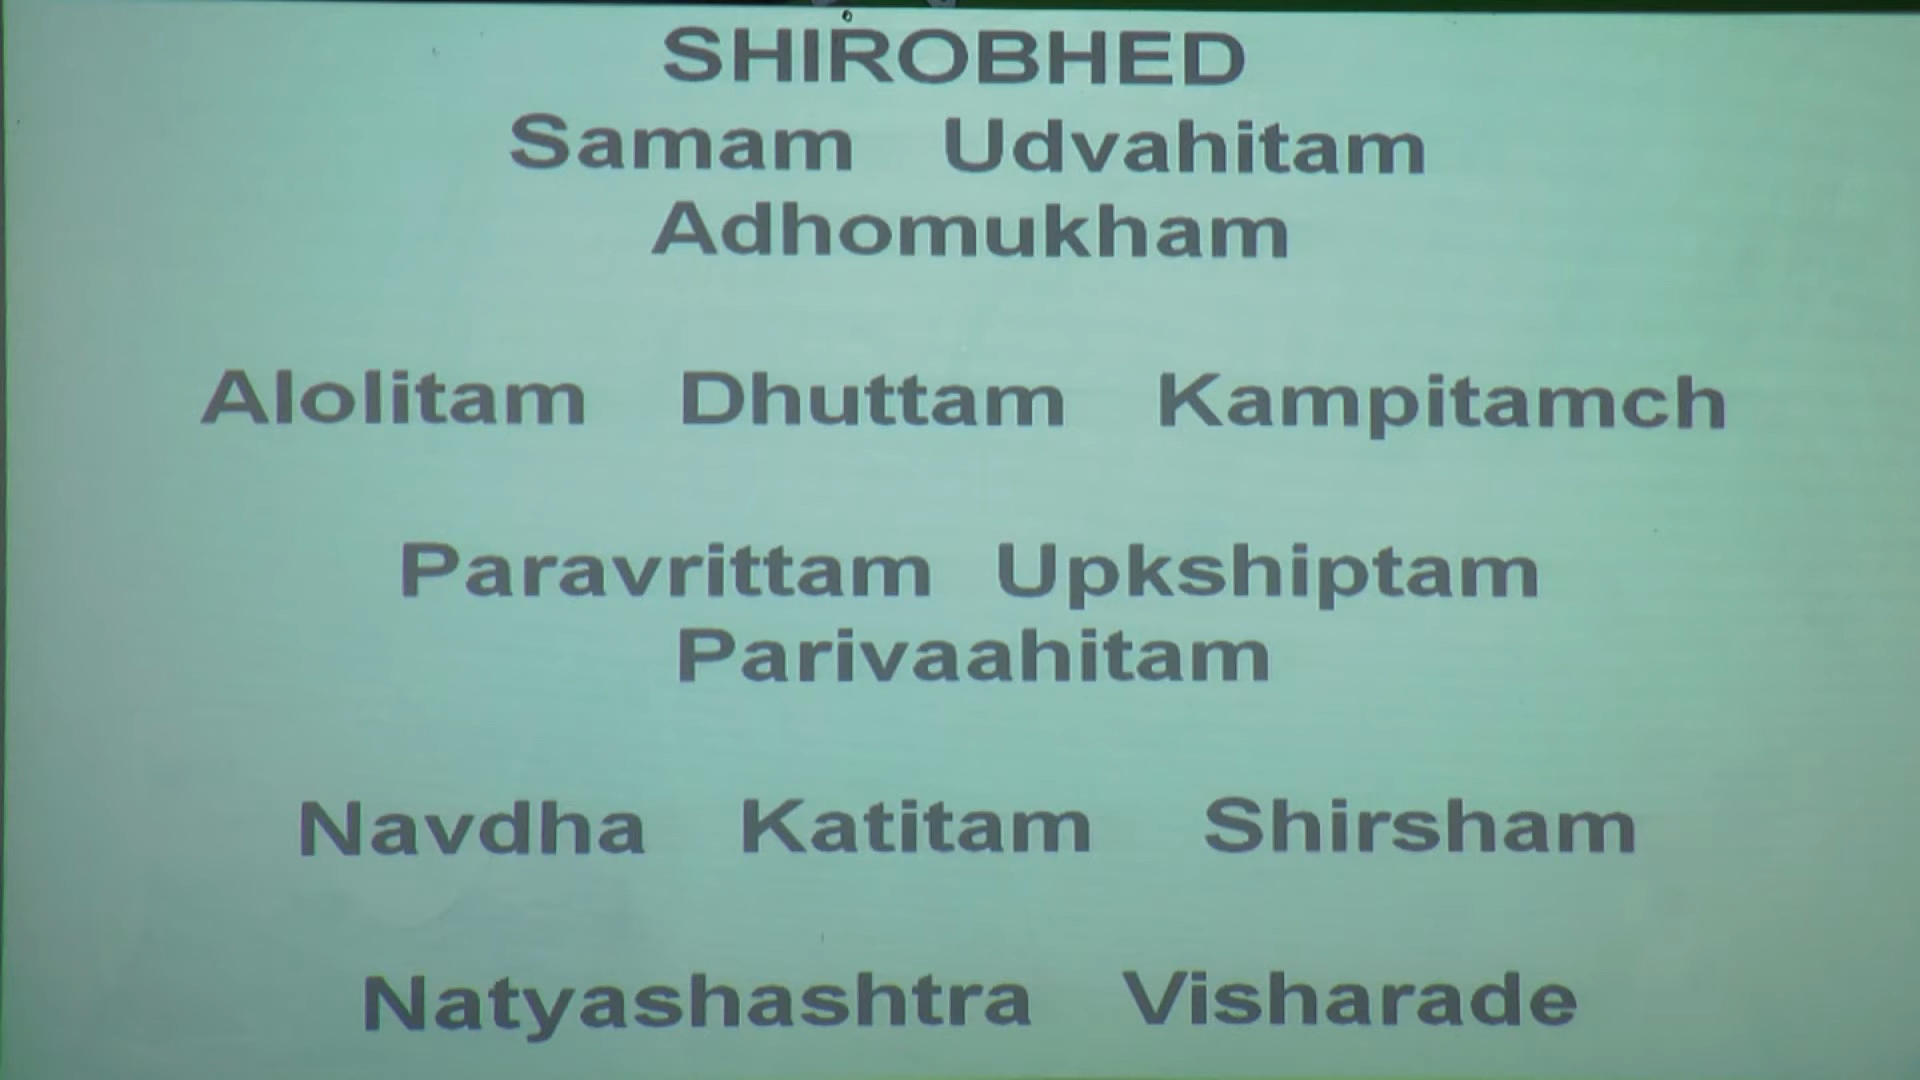 SHIROBHED
Samam Udvahitam
Adhomukham
Alolitam Dhuttam Kampitamch
Paravrittam Upkshiptam
Parivaahitam
Navdha Katitam Shirsham
Natyashashtra Visharade